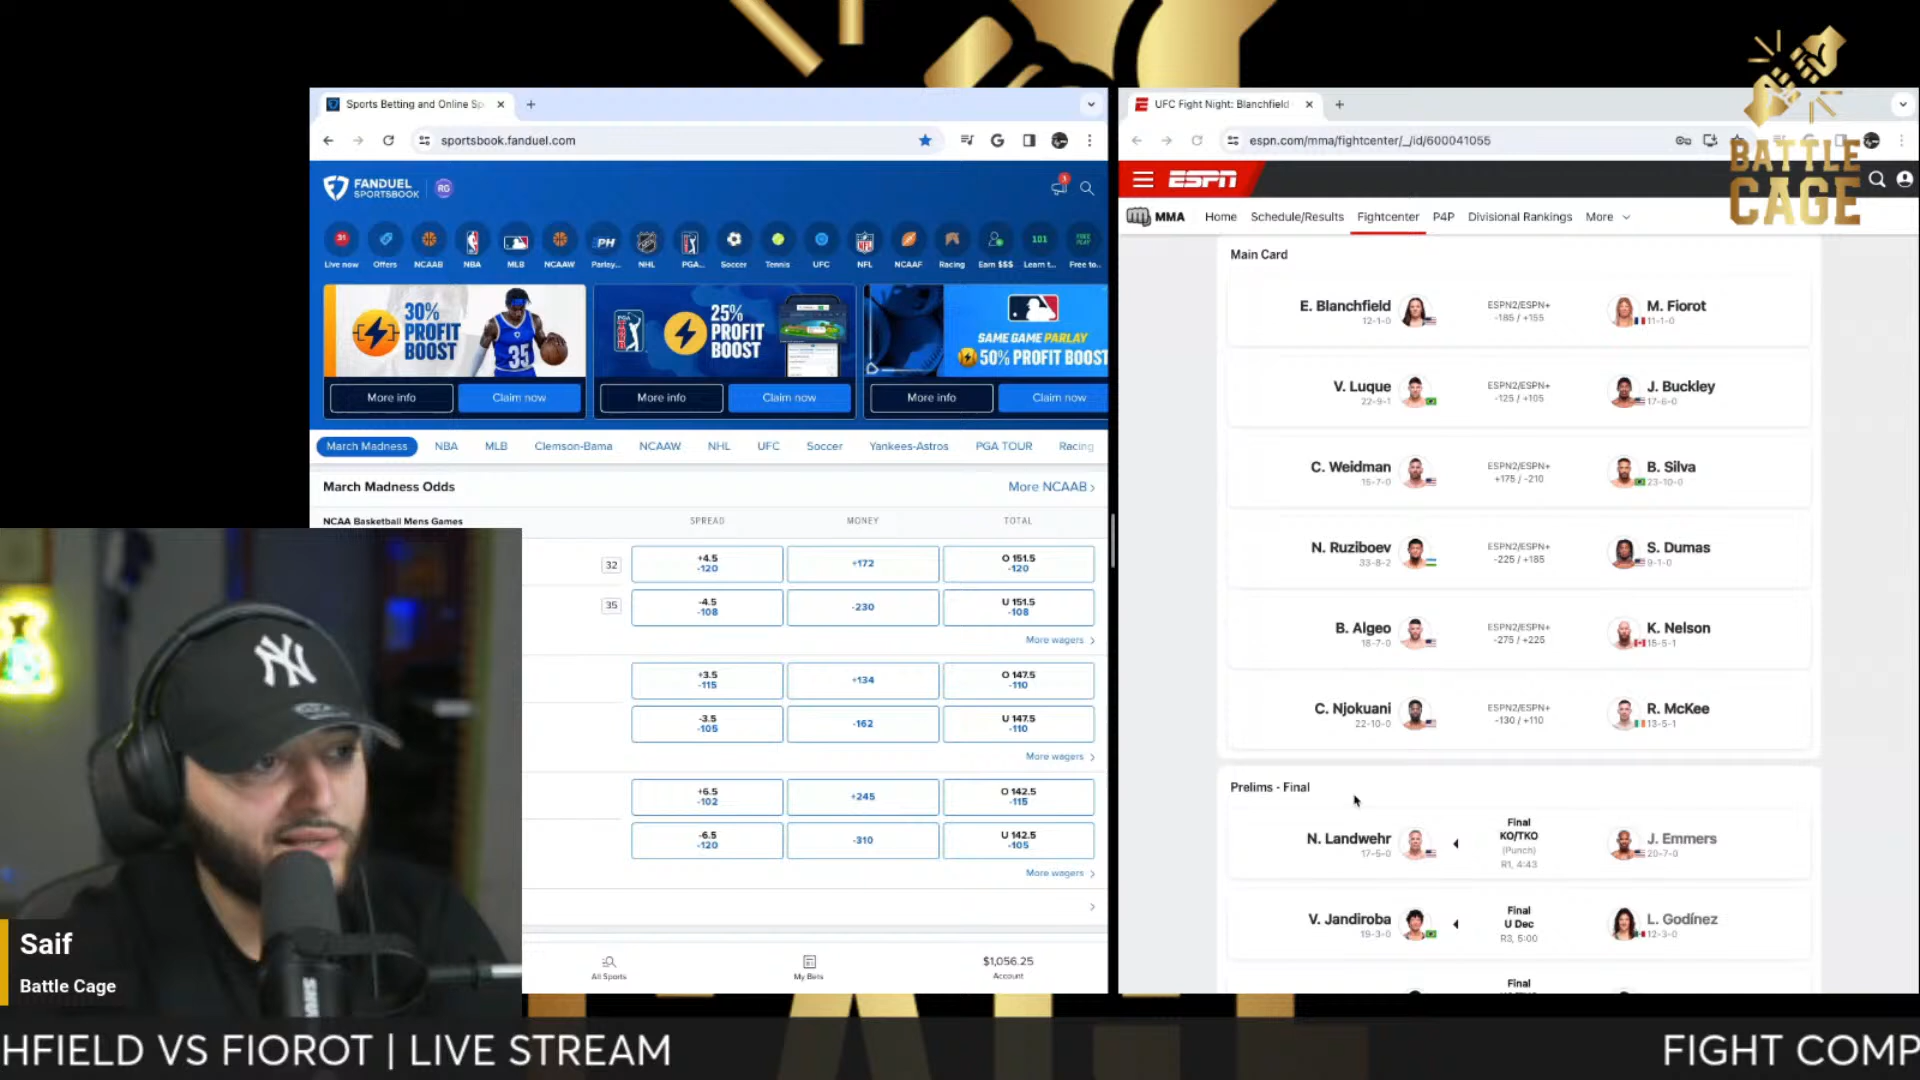 Sports Betting and Online Sp
sportsbook.fanduel.com
FANDUEL
SPORTSBOOK
RG
3
31
PH
101
FREE
PLAY
Live now
Offers
NCAAB
NBA
MLB
NCAAW
Parlay...
NHL
PGA...
Soccer
Tennis
UFC
NFL
NCAAF
Racing
Earn $$$
Learn t...
Free to...
30%
PROFIT
BOOST
35
More info
Claim now
25%
PROFIT
BOOST
More info
Claim now
SAME GAME PARLAY
50% PROFIT BOOST
More info
Claim now
March Madness
NBA
MLB
Clemson-Bama
NCAAW
NHL
UFC
Soccer
Yankees-Astros
PGA TOUR
Racing
March Madness Odds
More NCAAB
NCAA Basketball Mens Games
SPREAD
MONEY
TOTAL
32
+4.5
-120
+172
O 151.5
-120
35
-4.5
-108
-230
U 151.5
-108
More wagers
+3.5
-115
+134
O 147.5
-110
-3.5
-105
-162
U 147.5
-110
More wagers
+6.5
-102
+245
O 142.5
-115
-6.5
-120
-310
U 142.5
-105
More wagers
All Sports
My Bets
$1,056.25
Account
UFC Fight Night: Blanchfield
espn.com/mma/fightcenter/_/id/600041055
BATTLE
CAGE
ESPN
MMA
Home
Schedule/Results
Fightcenter
P4P
Divisional Rankings
More
Main Card
E. Blanchfield
12-1-0
ESPN2/ESPN+
-185 / +155
M. Fiorot
11-1-0
V. Luque
22-9-1
ESPN2/ESPN+
-125 / +105
J. Buckley
17-6-0
C. Weidman
15-7-0
ESPN2/ESPN+
+175 / -210
B. Silva
23-10-0
N. Ruziboev
33-8-2
ESPN2/ESPN+
-225 / +185
S. Dumas
9-1-0
B. Algeo
18-7-0
ESPN2/ESPN+
-275 / +225
K. Nelson
15-5-1
C. Njokuani
22-10-0
ESPN2/ESPN+
-130 / +110
R. McKee
13-5-1
Prelims - Final
N. Landwehr
17-5-0
Final
KO/TKO
(Punch)
R1, 4:43
J. Emmers
20-7-0
V. Jandiroba
19-3-0
Final
U Dec
R3, 5:00
L. Godínez
12-3-0
Final
NY
SHURE
Saif
Battle Cage
HFIELD VS FIOROT | LIVE STREAM
FIGHT COMP